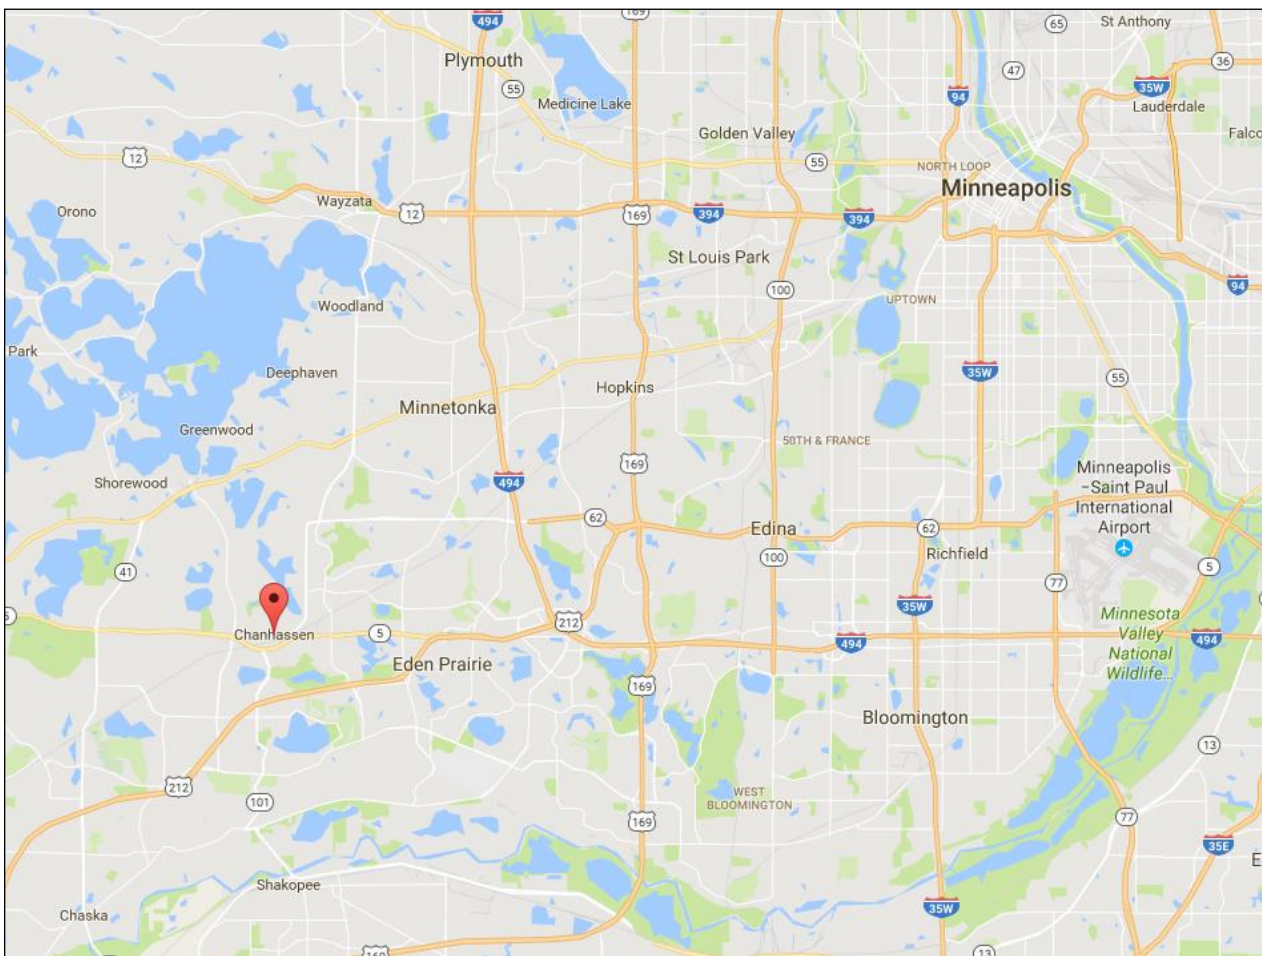 169
494
65
St Anthony
Plymouth
47
36
55
94
35W
Medicine Lake
Lauderdale
Golden Valley
12
55
NORTH LOOP
Minneapolis
Wayzata
Orono
12
169
394
394
St Louis Park
100
94
Woodland
UPTOWN
Park
Deephaven
35W
55
Hopkins
Minnetonka
Greenwood
50TH & FRANCE
169
Minneapolis
-Saint Paul
International
Airport
Shorewood
494
62
Edina
62
Richfield
100
41
77
5
212
35W
Minnesota
Valley
National
Wildlife...
Chanhassen
5
494
494
Eden Prairie
169
Bloomington
13
212
WEST
BLOOMINGTON
101
169
77
35E
Shakopee
Chaska
35W
169
13